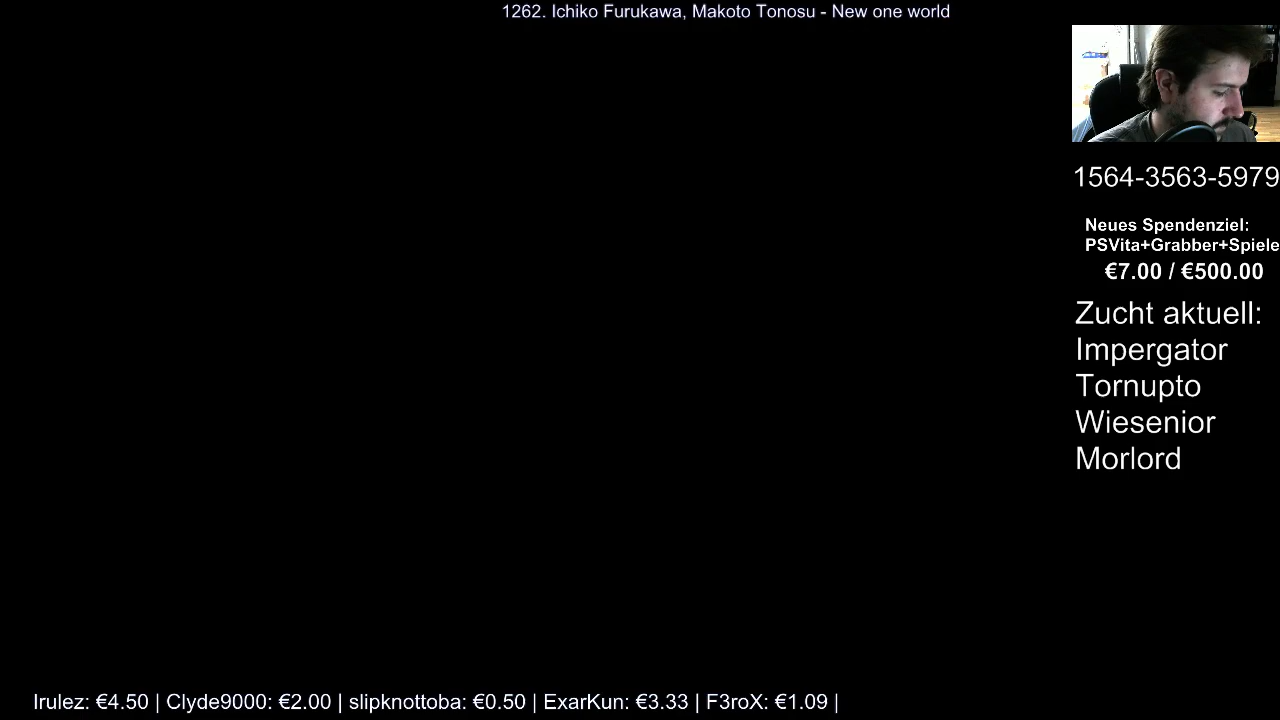 1262. Ichiko Furukawa, Makoto Tonosu - New one world
1564-3563-5979
Neues Spendenziel:
PSVita+Grabber+Spiele
€7.00 / €500.00
Zucht aktuell:
Impergator
Tornupto
Wiesenior
Morlord
Irulez: €4.50 | Clyde9000: €2.00 | slipknottoba: €0.50 | ExarKun: €3.33 | F3roX: €1.09 |